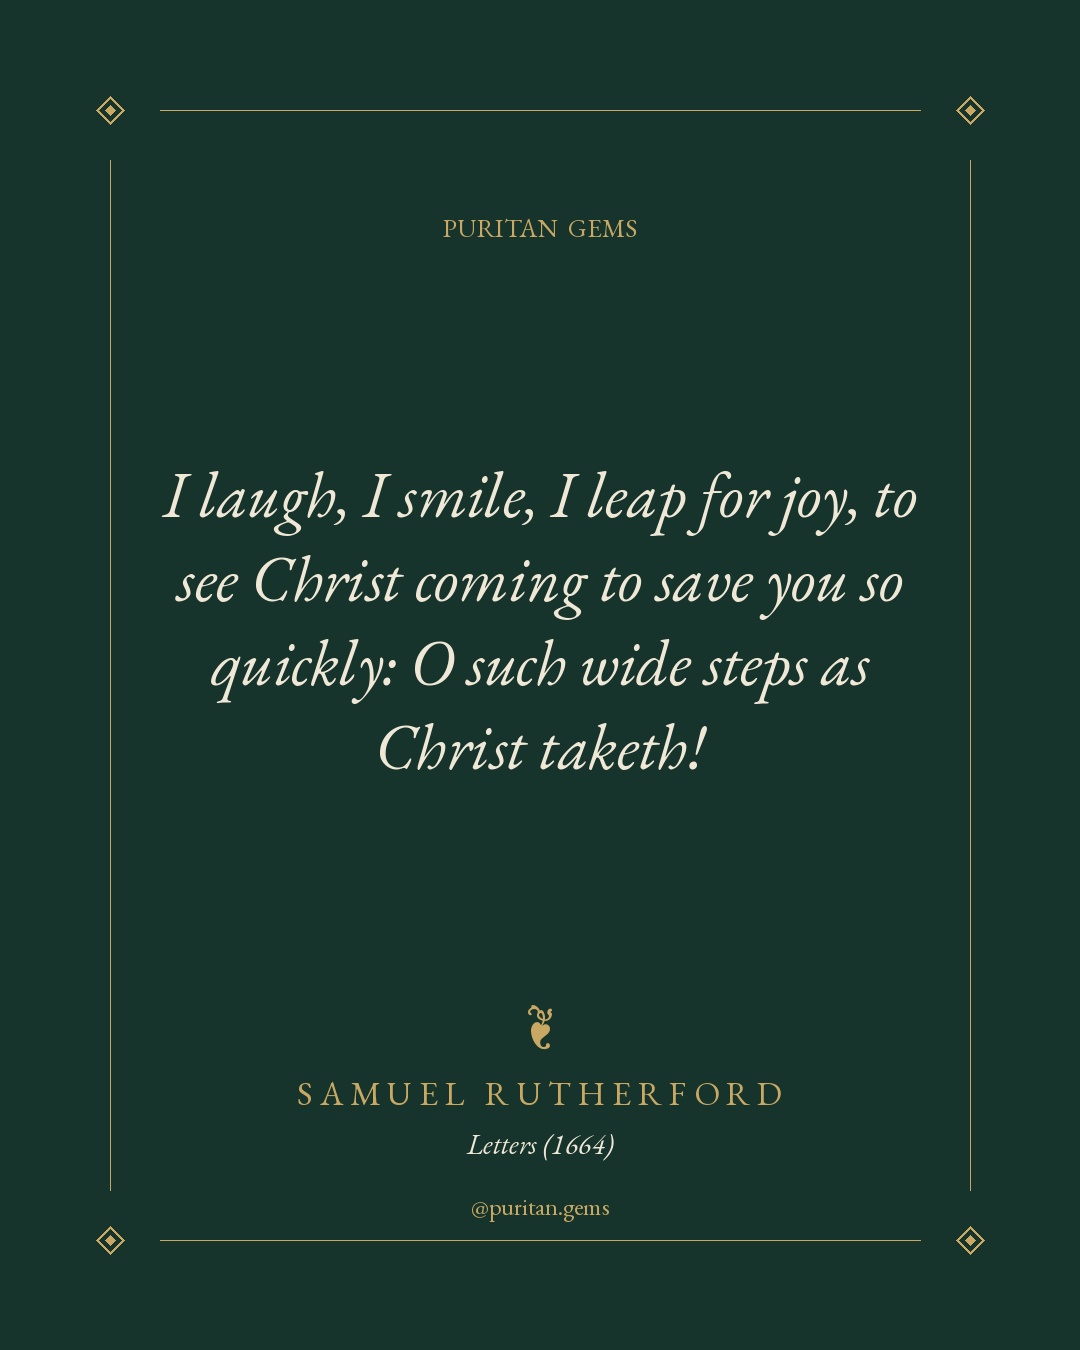 PURITAN GEMS
I laugh, I smile, I leap for joy, to
see Christ coming to save you so
quickly: O such wide steps as
Christ taketh!
SAMUEL RUTHERFORD
Letters (1664)
@puritan.gems